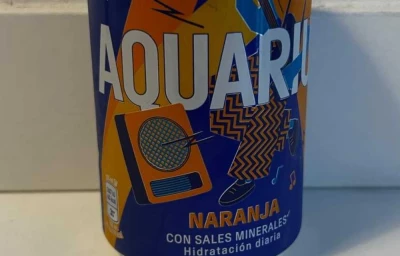 AQUARIU
NARANJA
CON SALES MINERALES
Hidratación diaria